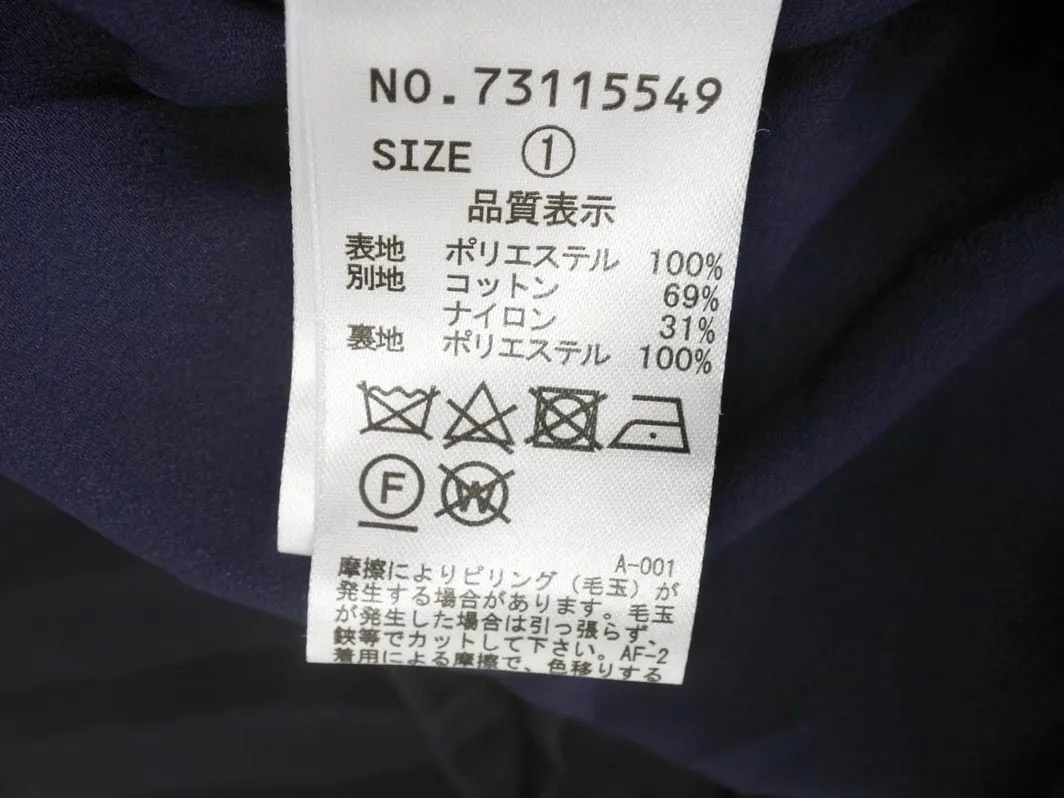 NO.73115549
SIZE ①
品質表示
表地 ポリエステル 100%
別地 コットン 69%
ナイロン 31%
裏地 ポリエステル 100%
F W
A-001
摩擦によりピリング(毛玉)が
発生する場合があります。毛玉
が発生した場合は引っ張らず、
鋏等でカットして下さい。AF-2
着用による摩擦で、色移りする